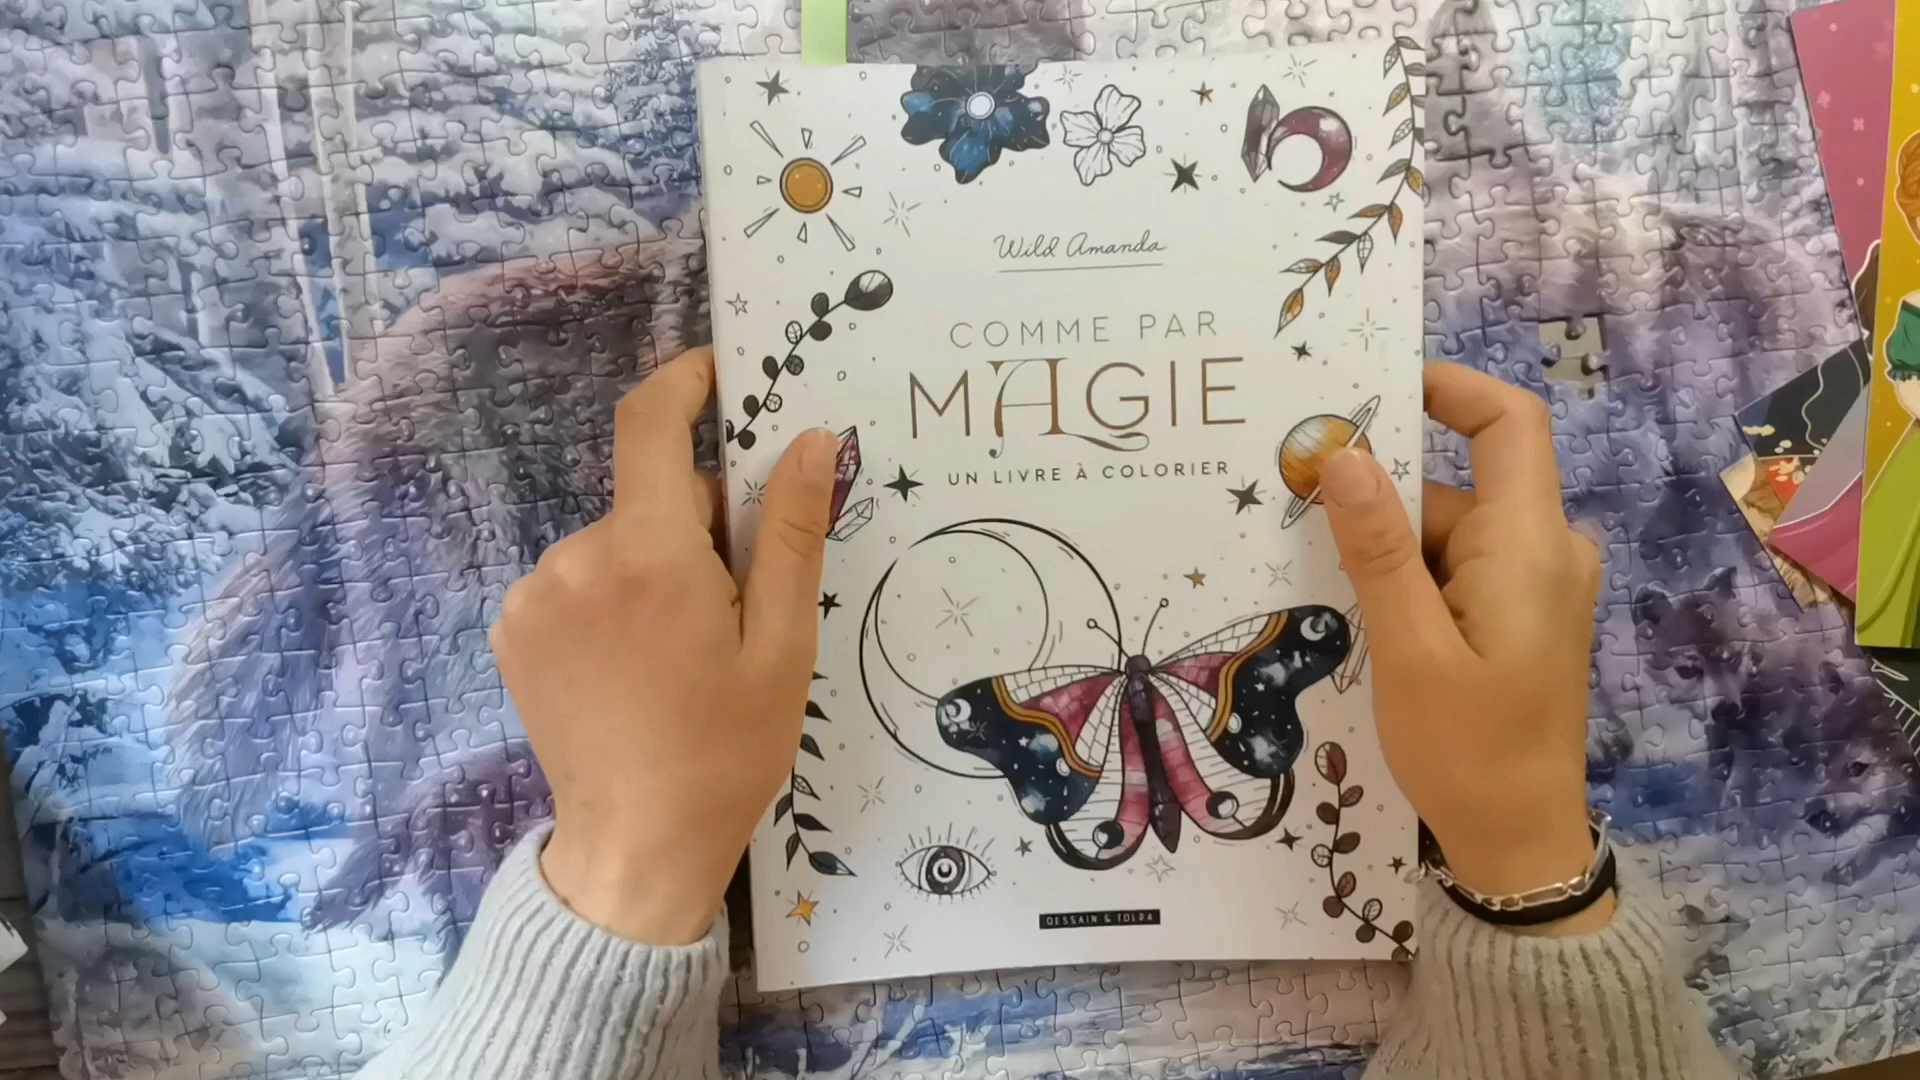 Wild Amanda
COMME PAR
MAGIE
UN LIVRE À COLORIER
DESSAIN & TOLRA